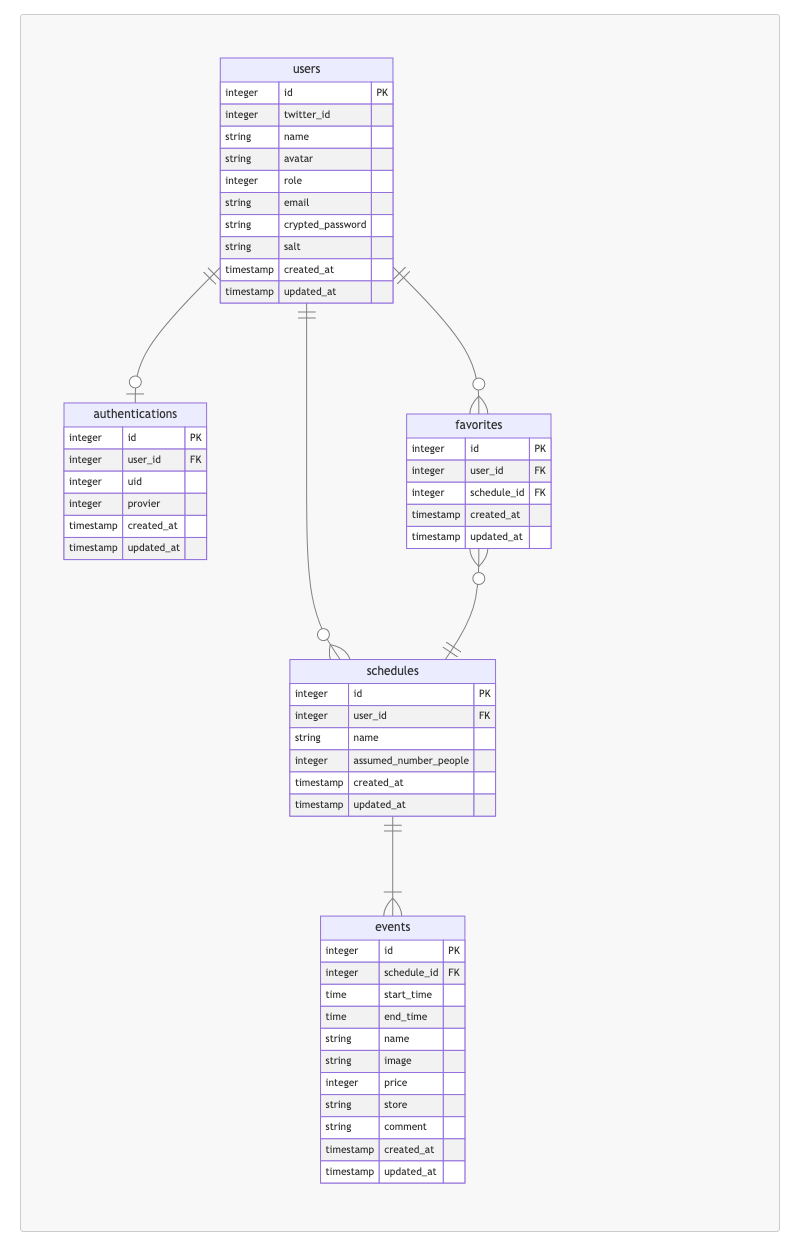 users
integer id PK
integer twitter_id
string name
string avatar
integer role
string email
string crypted_password
string salt
timestamp created_at
timestamp updated_at
authentications
integer id PK
integer user_id FK
integer uid
integer provier
timestamp created_at
timestamp updated_at
favorites
integer id PK
integer user_id FK
integer schedule_id FK
timestamp created_at
timestamp updated_at
schedules
integer id PK
integer user_id FK
string name
integer assumed_number_people
timestamp created_at
timestamp updated_at
events
integer id PK
integer schedule_id FK
time start_time
time end_time
string name
string image
integer price
string store
string comment
timestamp created_at
timestamp updated_at